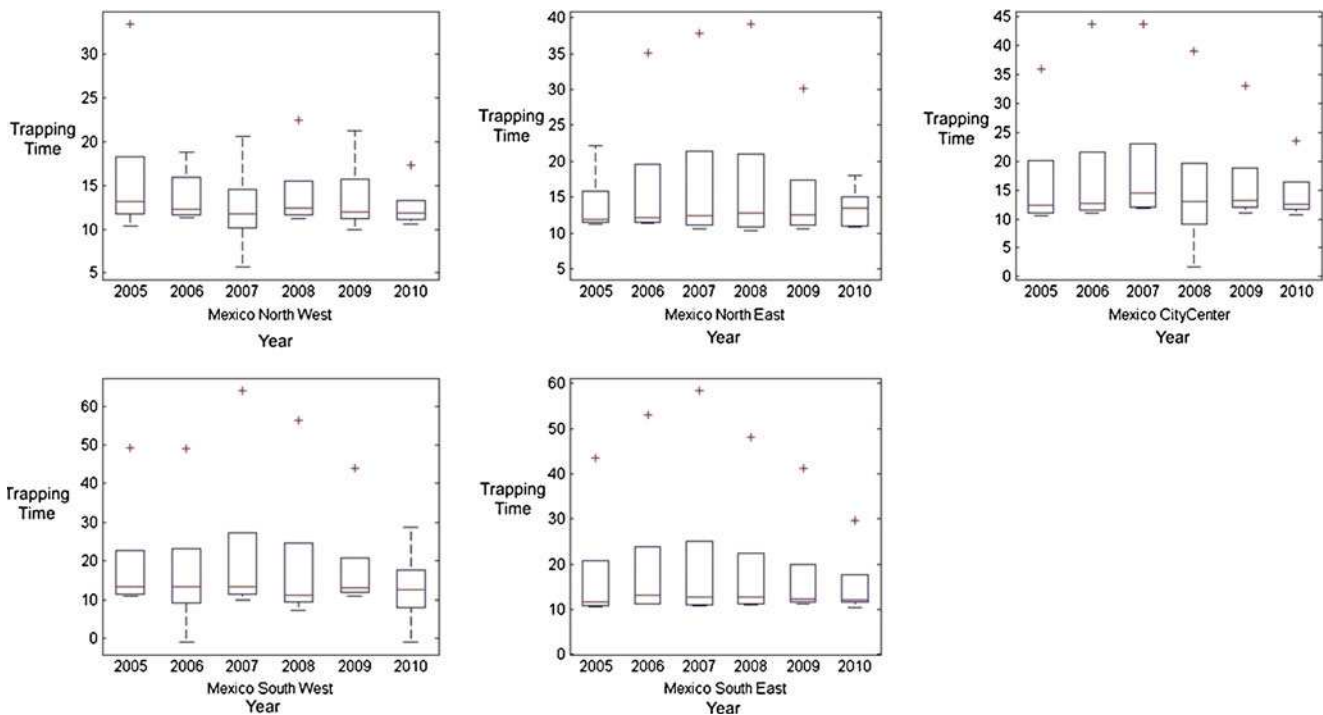 30
25
20
15
10
5
Trapping
Time
2005 2006 2007 2008 2009 2010
Mexico North West
Year
40
35
30
25
20
15
10
5
Trapping
Time
2005 2006 2007 2008 2009 2010
Mexico North East
Year
45
40
35
30
25
20
15
10
5
0
Trapping
Time
2005 2006 2007 2008 2009 2010
Mexico CityCenter
Year
60
50
40
30
20
10
0
Trapping
Time
2005 2006 2007 2008 2009 2010
Mexico South West
Year
60
50
40
30
20
10
0
Trapping
Time
2005 2006 2007 2008 2009 2010
Mexico South East
Year